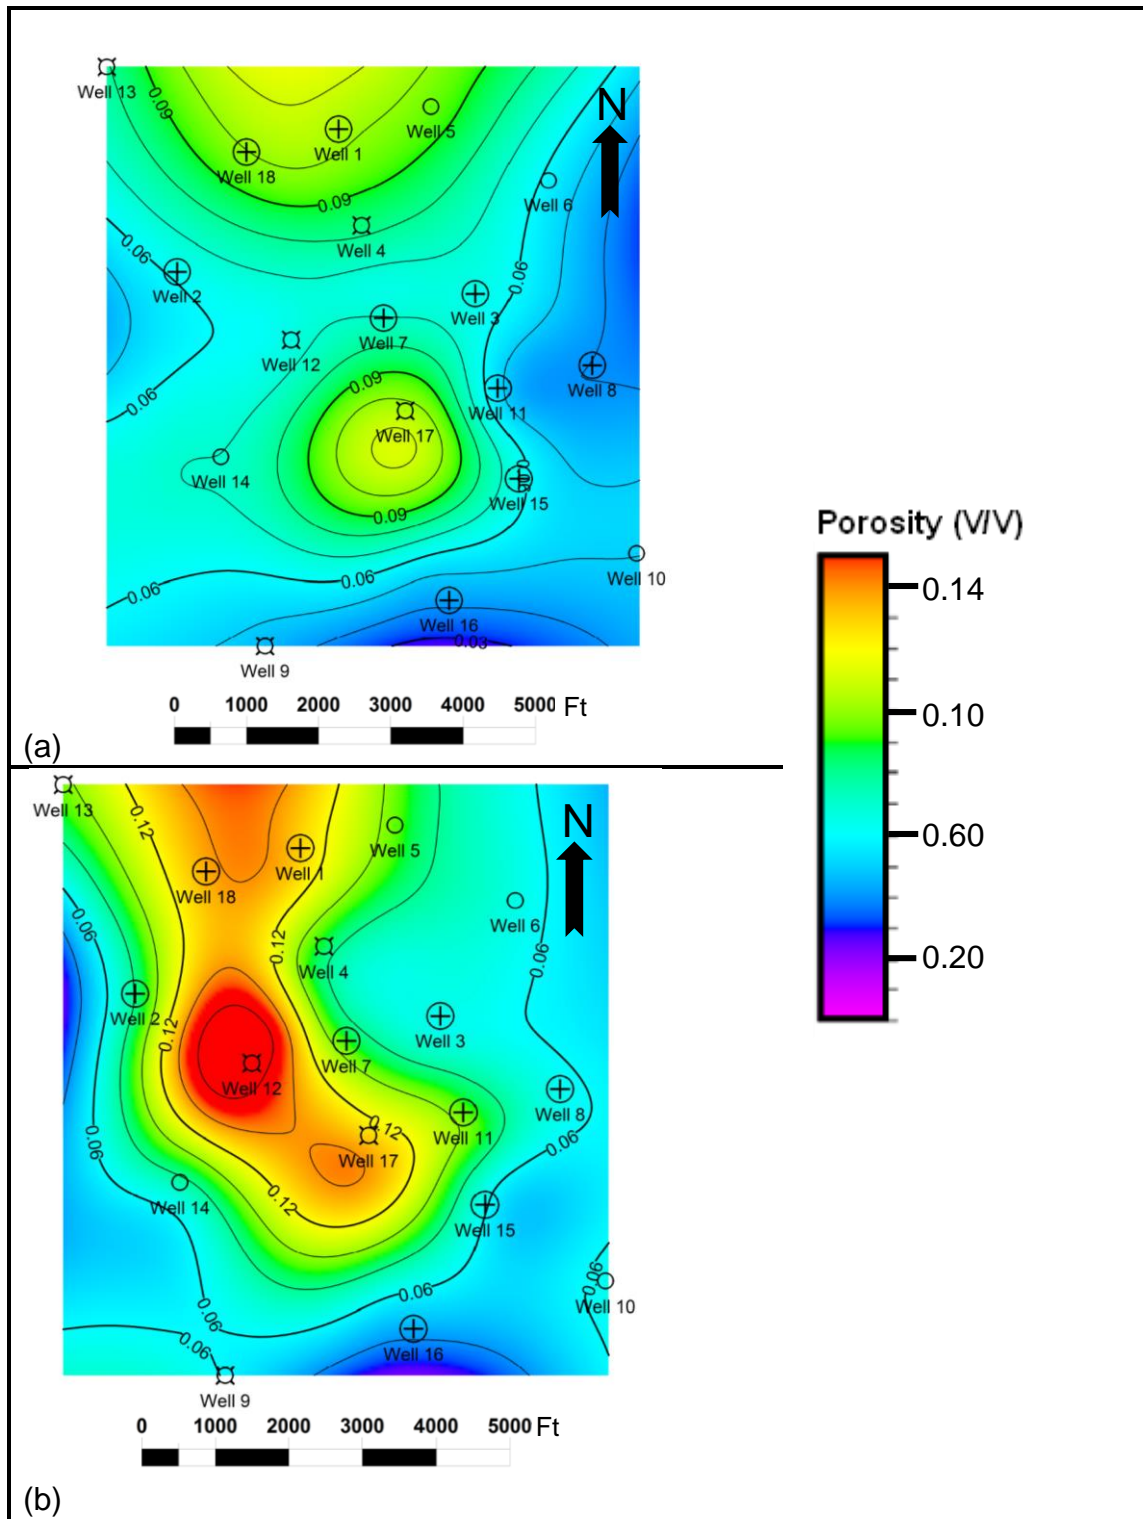 Well 13
N
0.09
Well 5
Well 1
Well 18
0.09
Well 6
Well 4
0.06
0.06
Well 2
Well 3
Well 7
Well 12
0.09
Well 8
0.06
Well 11
Well 17
Well 14
Well 15
0.09
0.06
0.06
Well 10
Well 16
0.03
Well 9
0 1000 2000 3000 4000 5000 Ft
(a)
Porosity (V/V)
0.14
0.10
0.60
0.20
Well 13
0.12
N
Well 5
Well 1
Well 18
0.06
Well 6
0.12
Well 4
0.06
Well 2
0.12
Well 3
Well 7
Well 12
Well 8
0.12
Well 11
0.06
0.06
Well 17
Well 14
0.12
Well 15
0.06
0.06
0.06
Well 10
0.06
Well 16
Well 9
0 1000 2000 3000 4000 5000 Ft
(b)